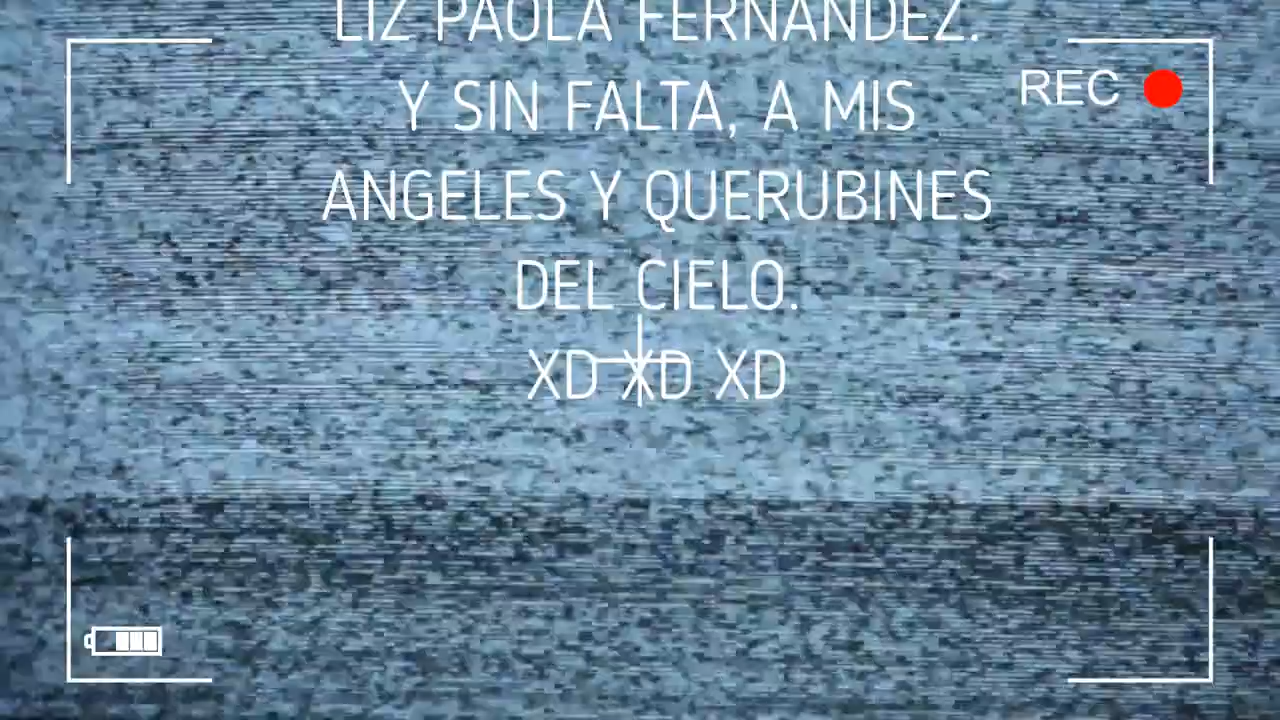 LIZ PAOLA FERNANDEZ.
REC
Y SIN FALTA, A MIS
ANGELES Y QUERUBINES
DEL CIELO.
XD XD XD